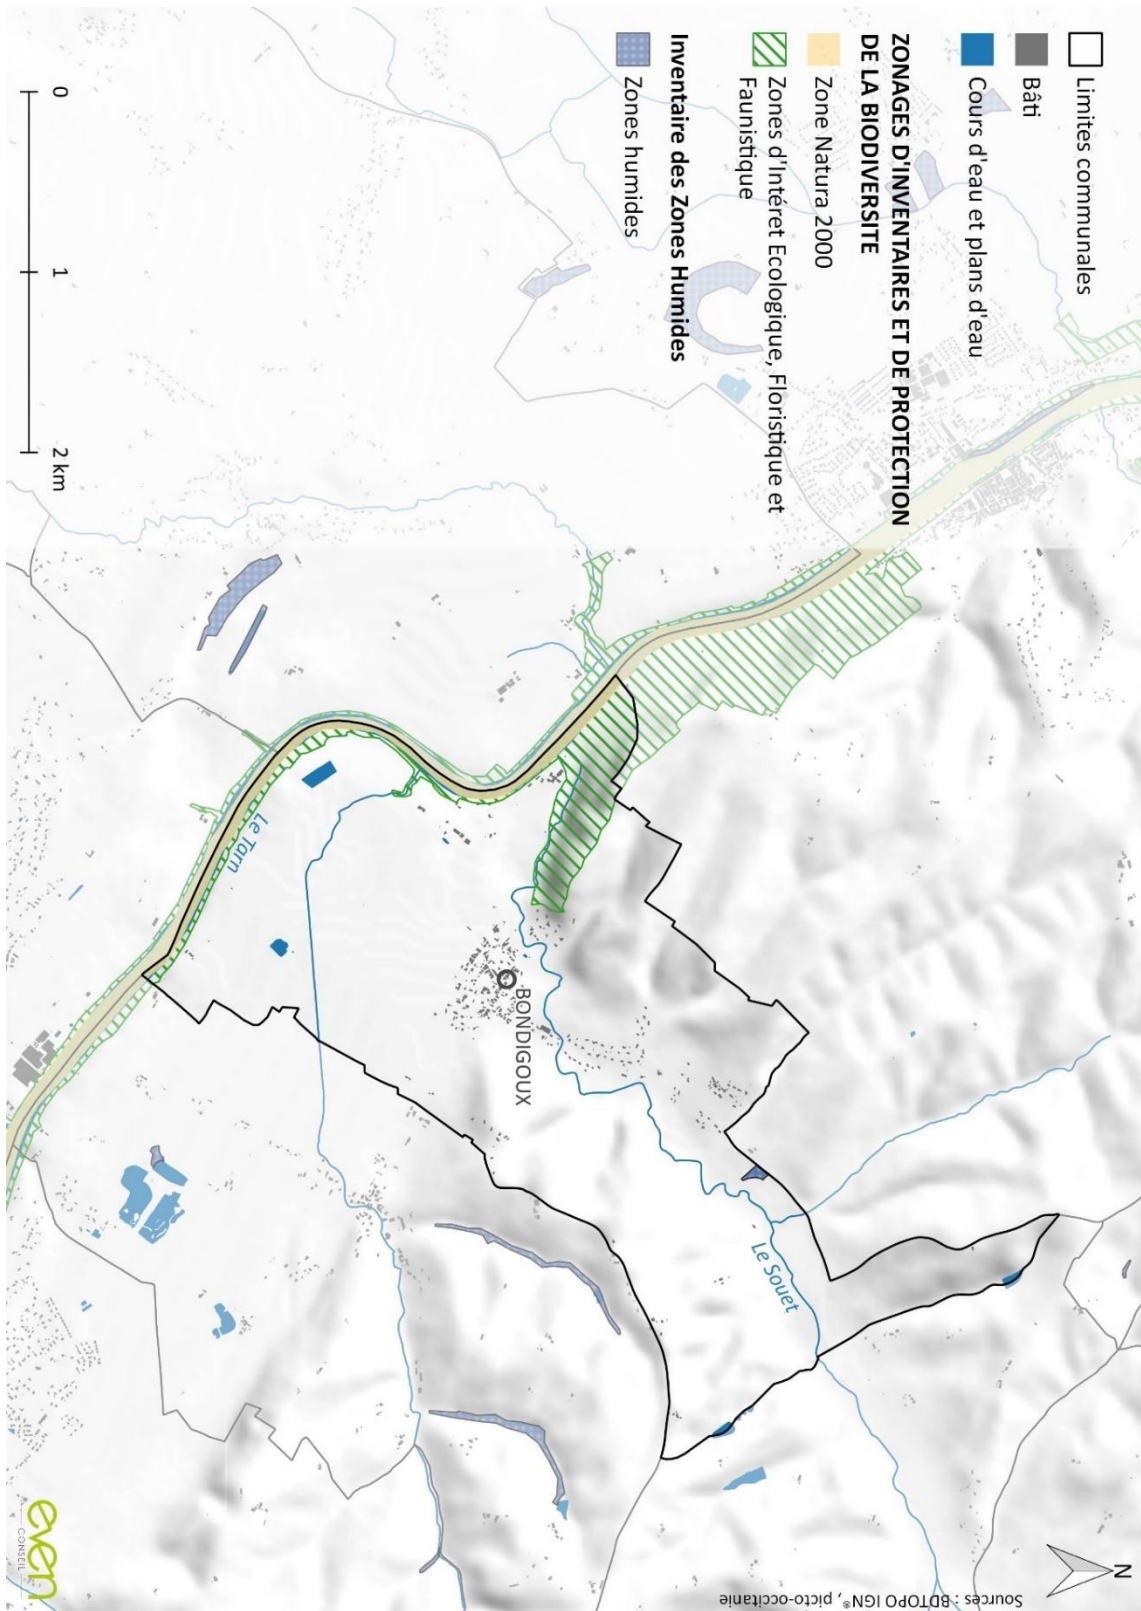 Limites communales
Bâti
Cours d'eau et plans d'eau
ZONAGES D'INVENTAIRES ET DE PROTECTION
DE LA BIODIVERSITE
Zone Natura 2000
Zones d'Intéret Ecologique, Floristique et
Faunistique
Inventaire des Zones Humides
Zones humides
0
1
2 km
Le Tarn
BONDIGOUX
Le Souet
N
Sources : BDTOPO IGN®, picto-occitanie
even
CONSEIL